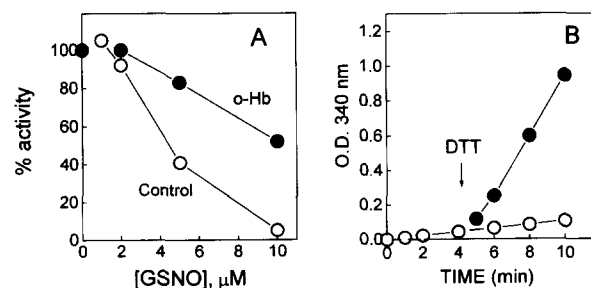 A
% activity
100
80
60
40
20
0
o-Hb
Control
0 2 4 6 8 10
[GSNO], μM
B
O.D. 340 nm
1.2
1.0
0.8
0.6
0.4
0.2
0.0
DTT
0 2 4 6 8 10
TIME (min)